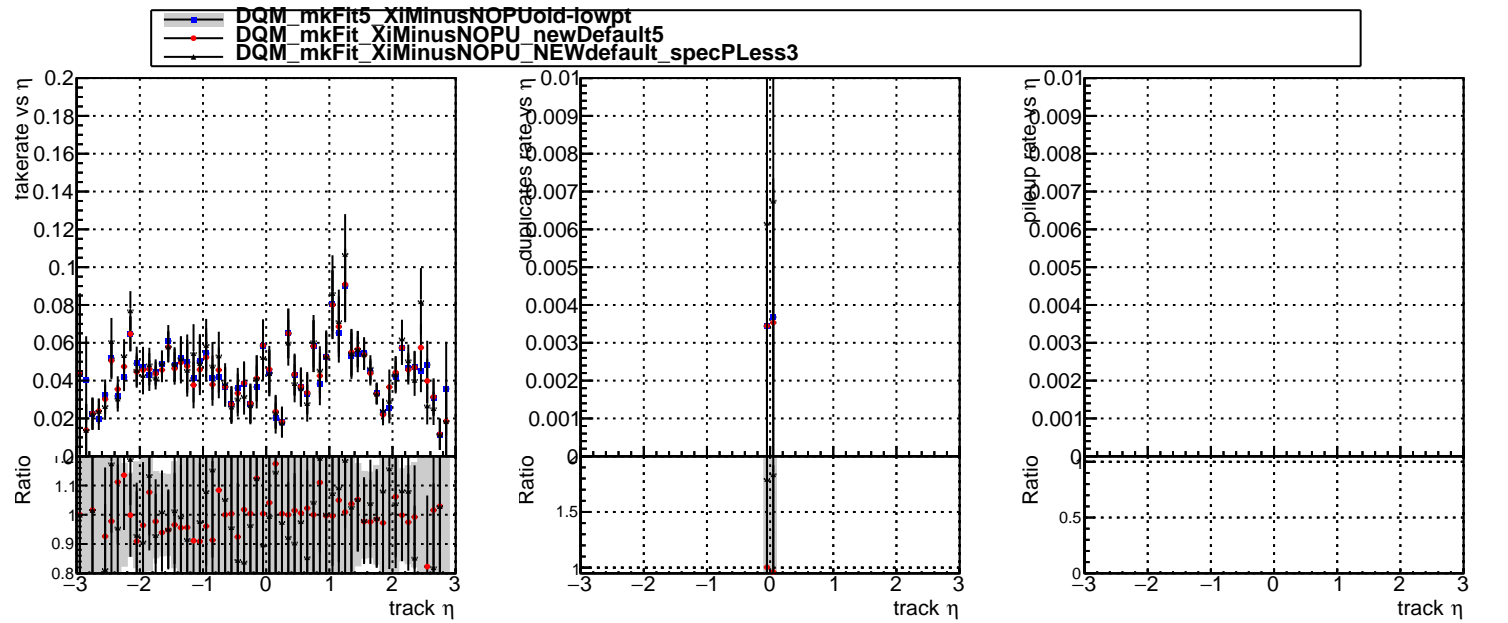 DQM_mkFit5_XiMinusNOPUold-lowpt
DQM_mkFit_XiMinusNOPU_newDefault5
DQM_mkFit_XiMinusNOPU_NEWdefault_specPLess3
fakerate vs η
0.2
0.18
0.16
0.14
0.12
0.1
0.08
0.06
0.04
0.02
0
Ratio
1.2
1.1
1
0.9
0.8
−3 −2 −1 0 1 2 3
track η
duplicates rate vs η
0.01
0.009
0.008
0.007
0.006
0.005
0.004
0.003
0.002
0.001
0
Ratio
1.5
1
−3 −2 −1 0 1 2 3
track η
pileup rate vs η
0.01
0.009
0.008
0.007
0.006
0.005
0.004
0.003
0.002
0.001
Ratio
0.5
0
−3 −2 −1 0 1 2 3
track η